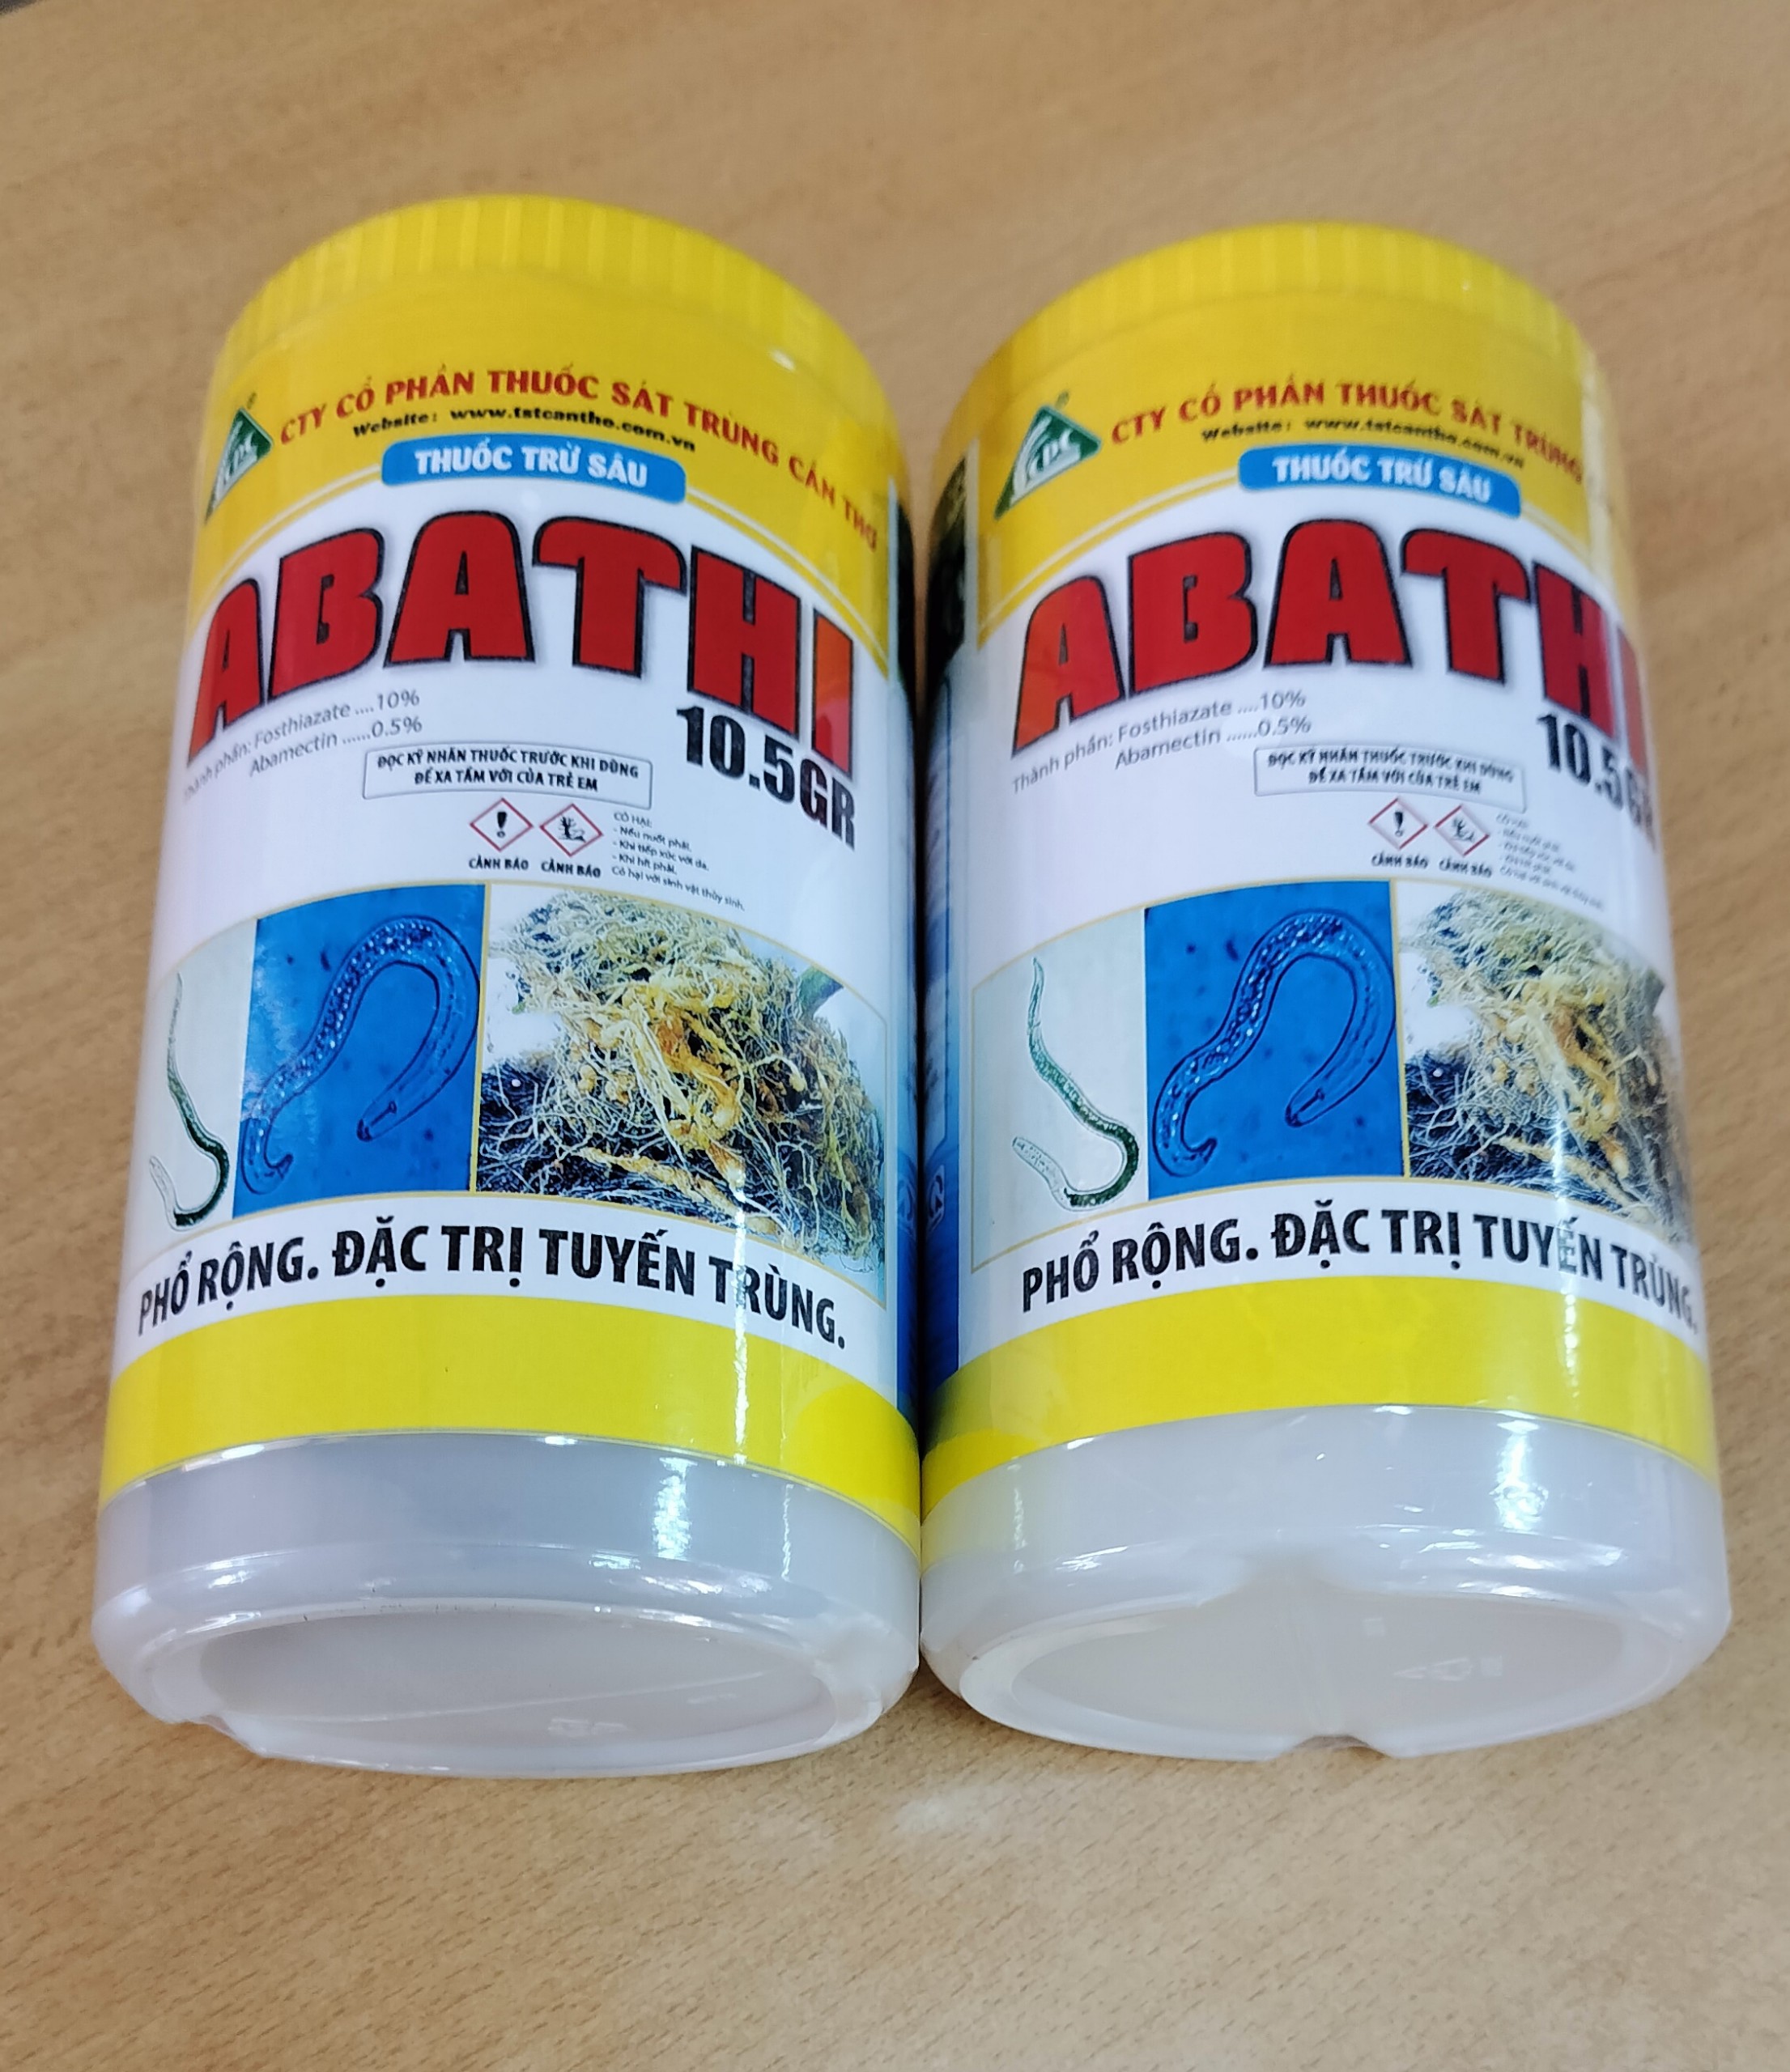 CTY CỔ PHẦN THUỐC SÁT TRÙNG CẦN THƠ
Website: www.tstcantho.com.vn
THUỐC TRỪ SÂU
ABATHI
10.5GR
Thành phần: Fosthiazate ....10%
Abamectin ......0.5%
ĐỌC KỸ NHÃN THUỐC TRƯỚC KHI DÙNG
ĐỂ XA TẦM VỚI CỦA TRẺ EM
CẢNH BÁO CẢNH BÁO
CÓ HẠI:
- Nếu nuốt phải.
- Khi tiếp xúc với da.
- Khi hít phải.
Có hại với sinh vật thủy sinh.
PHỔ RỘNG. ĐẶC TRỊ TUYẾN TRÙNG.
CTY CỔ PHẦN THUỐC SÁT TRÙNG
Website: www.tstcantho.com.vn
THUỐC TRỪ SÂU
ABATHI
10.5GR
Thành phần: Fosthiazate ....10%
Abamectin ......0.5%
ĐỌC KỸ NHÃN THUỐC TRƯỚC KHI DÙNG
ĐỂ XA TẦM VỚI CỦA TRẺ EM
CẢNH BÁO CẢNH BÁO
PHỔ RỘNG. ĐẶC TRỊ TUYẾN TRÙNG.